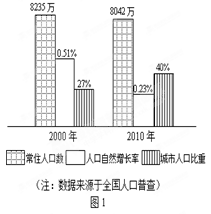 8235万 8042万
0.51% 40%
27% 0.23%
2000年 2010年
常住人口数 人口自然增长率 城市人口比重
（注：数据来源于全国人口普查）
图1